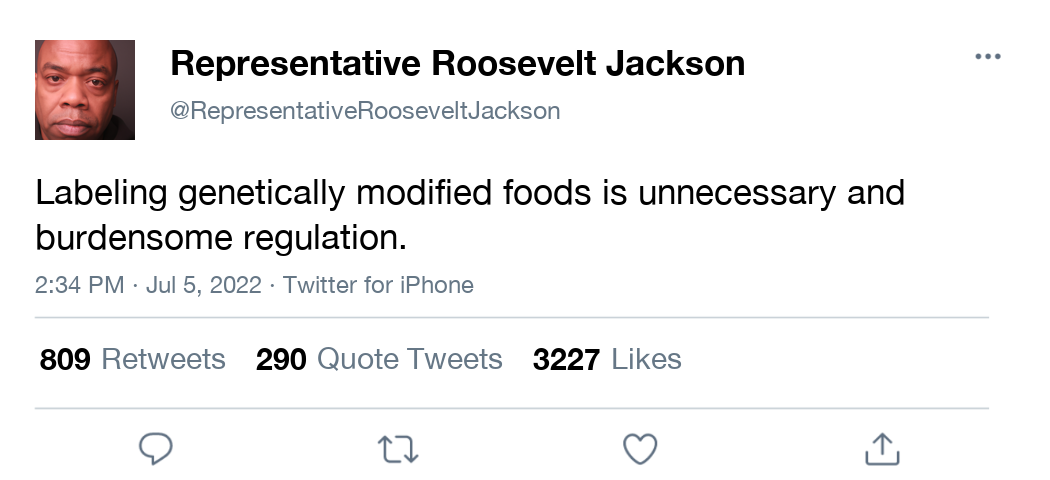 Representative Roosevelt Jackson
@RepresentativeRooseveltJackson
Labeling genetically modified foods is unnecessary and
burdensome regulation.
2:34 PM · Jul 5, 2022 · Twitter for iPhone
809 Retweets 290 Quote Tweets 3227 Likes